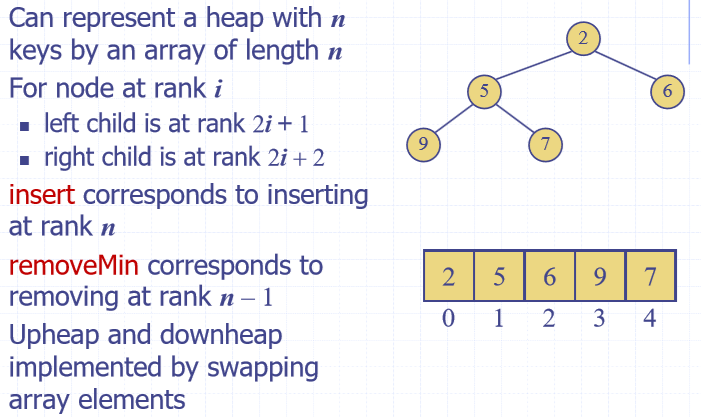 Can represent a heap with n
keys by an array of length n
For node at rank i
left child is at rank 2i + 1
right child is at rank 2i + 2
insert corresponds to inserting
at rank n
removeMin corresponds to
removing at rank n – 1
Upheap and downheap
implemented by swapping
array elements
2
5 6
9 7
2 5 6 9 7
0 1 2 3 4